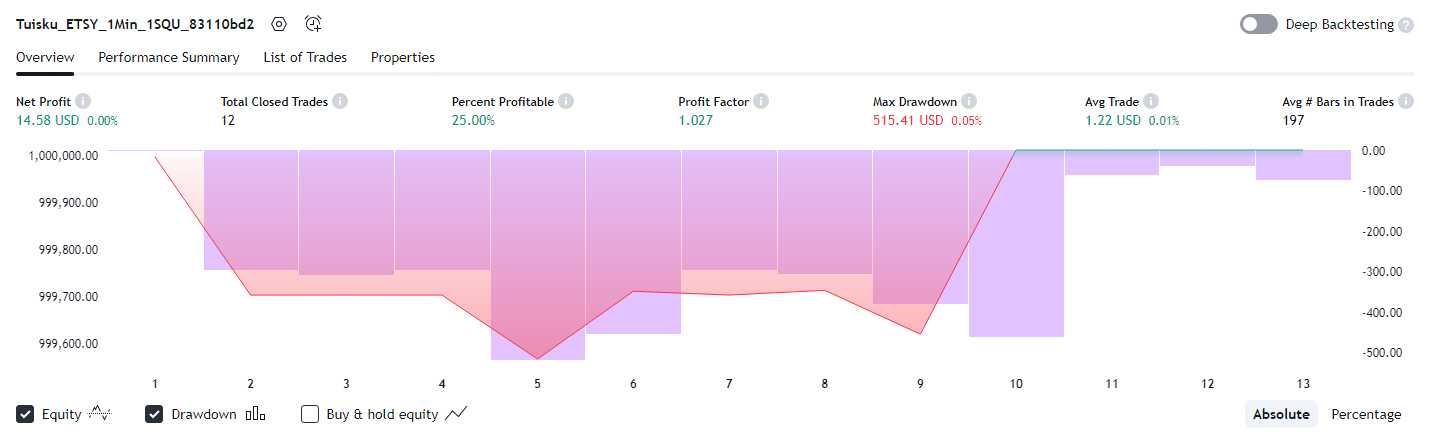 Tuisku_ETSY_1Min_1SQU_83110bd2 Deep Backtesting ?
Overview Performance Summary List of Trades Properties
Net Profit i Total Closed Trades i Percent Profitable i Profit Factor i Max Drawdown i Avg Trade i Avg # Bars in Trades i
14.58 USD 0.00% 12 25.00% 1.027 515.41 USD 0.05% 1.22 USD 0.01% 197
1,000,000.00 0.00
999,900.00 -100.00
999,800.00 -200.00
999,700.00 -300.00
999,600.00 -400.00
-500.00
1 2 3 4 5 6 7 8 9 10 11 12 13
Equity Drawdown Buy & hold equity Absolute Percentage